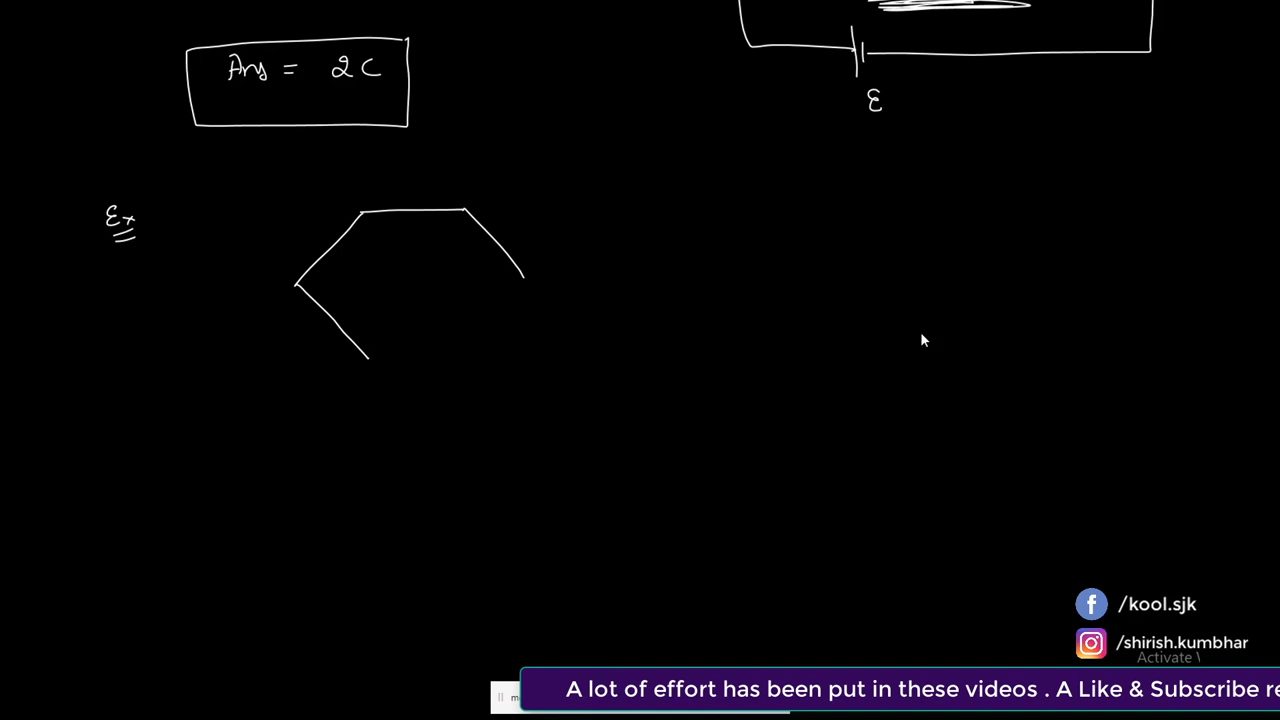 Ans = 2C
ε
Ex
/kool.sjk
/shirish.kumbhar
Activate \
A lot of effort has been put in these videos . A Like & Subscribe re